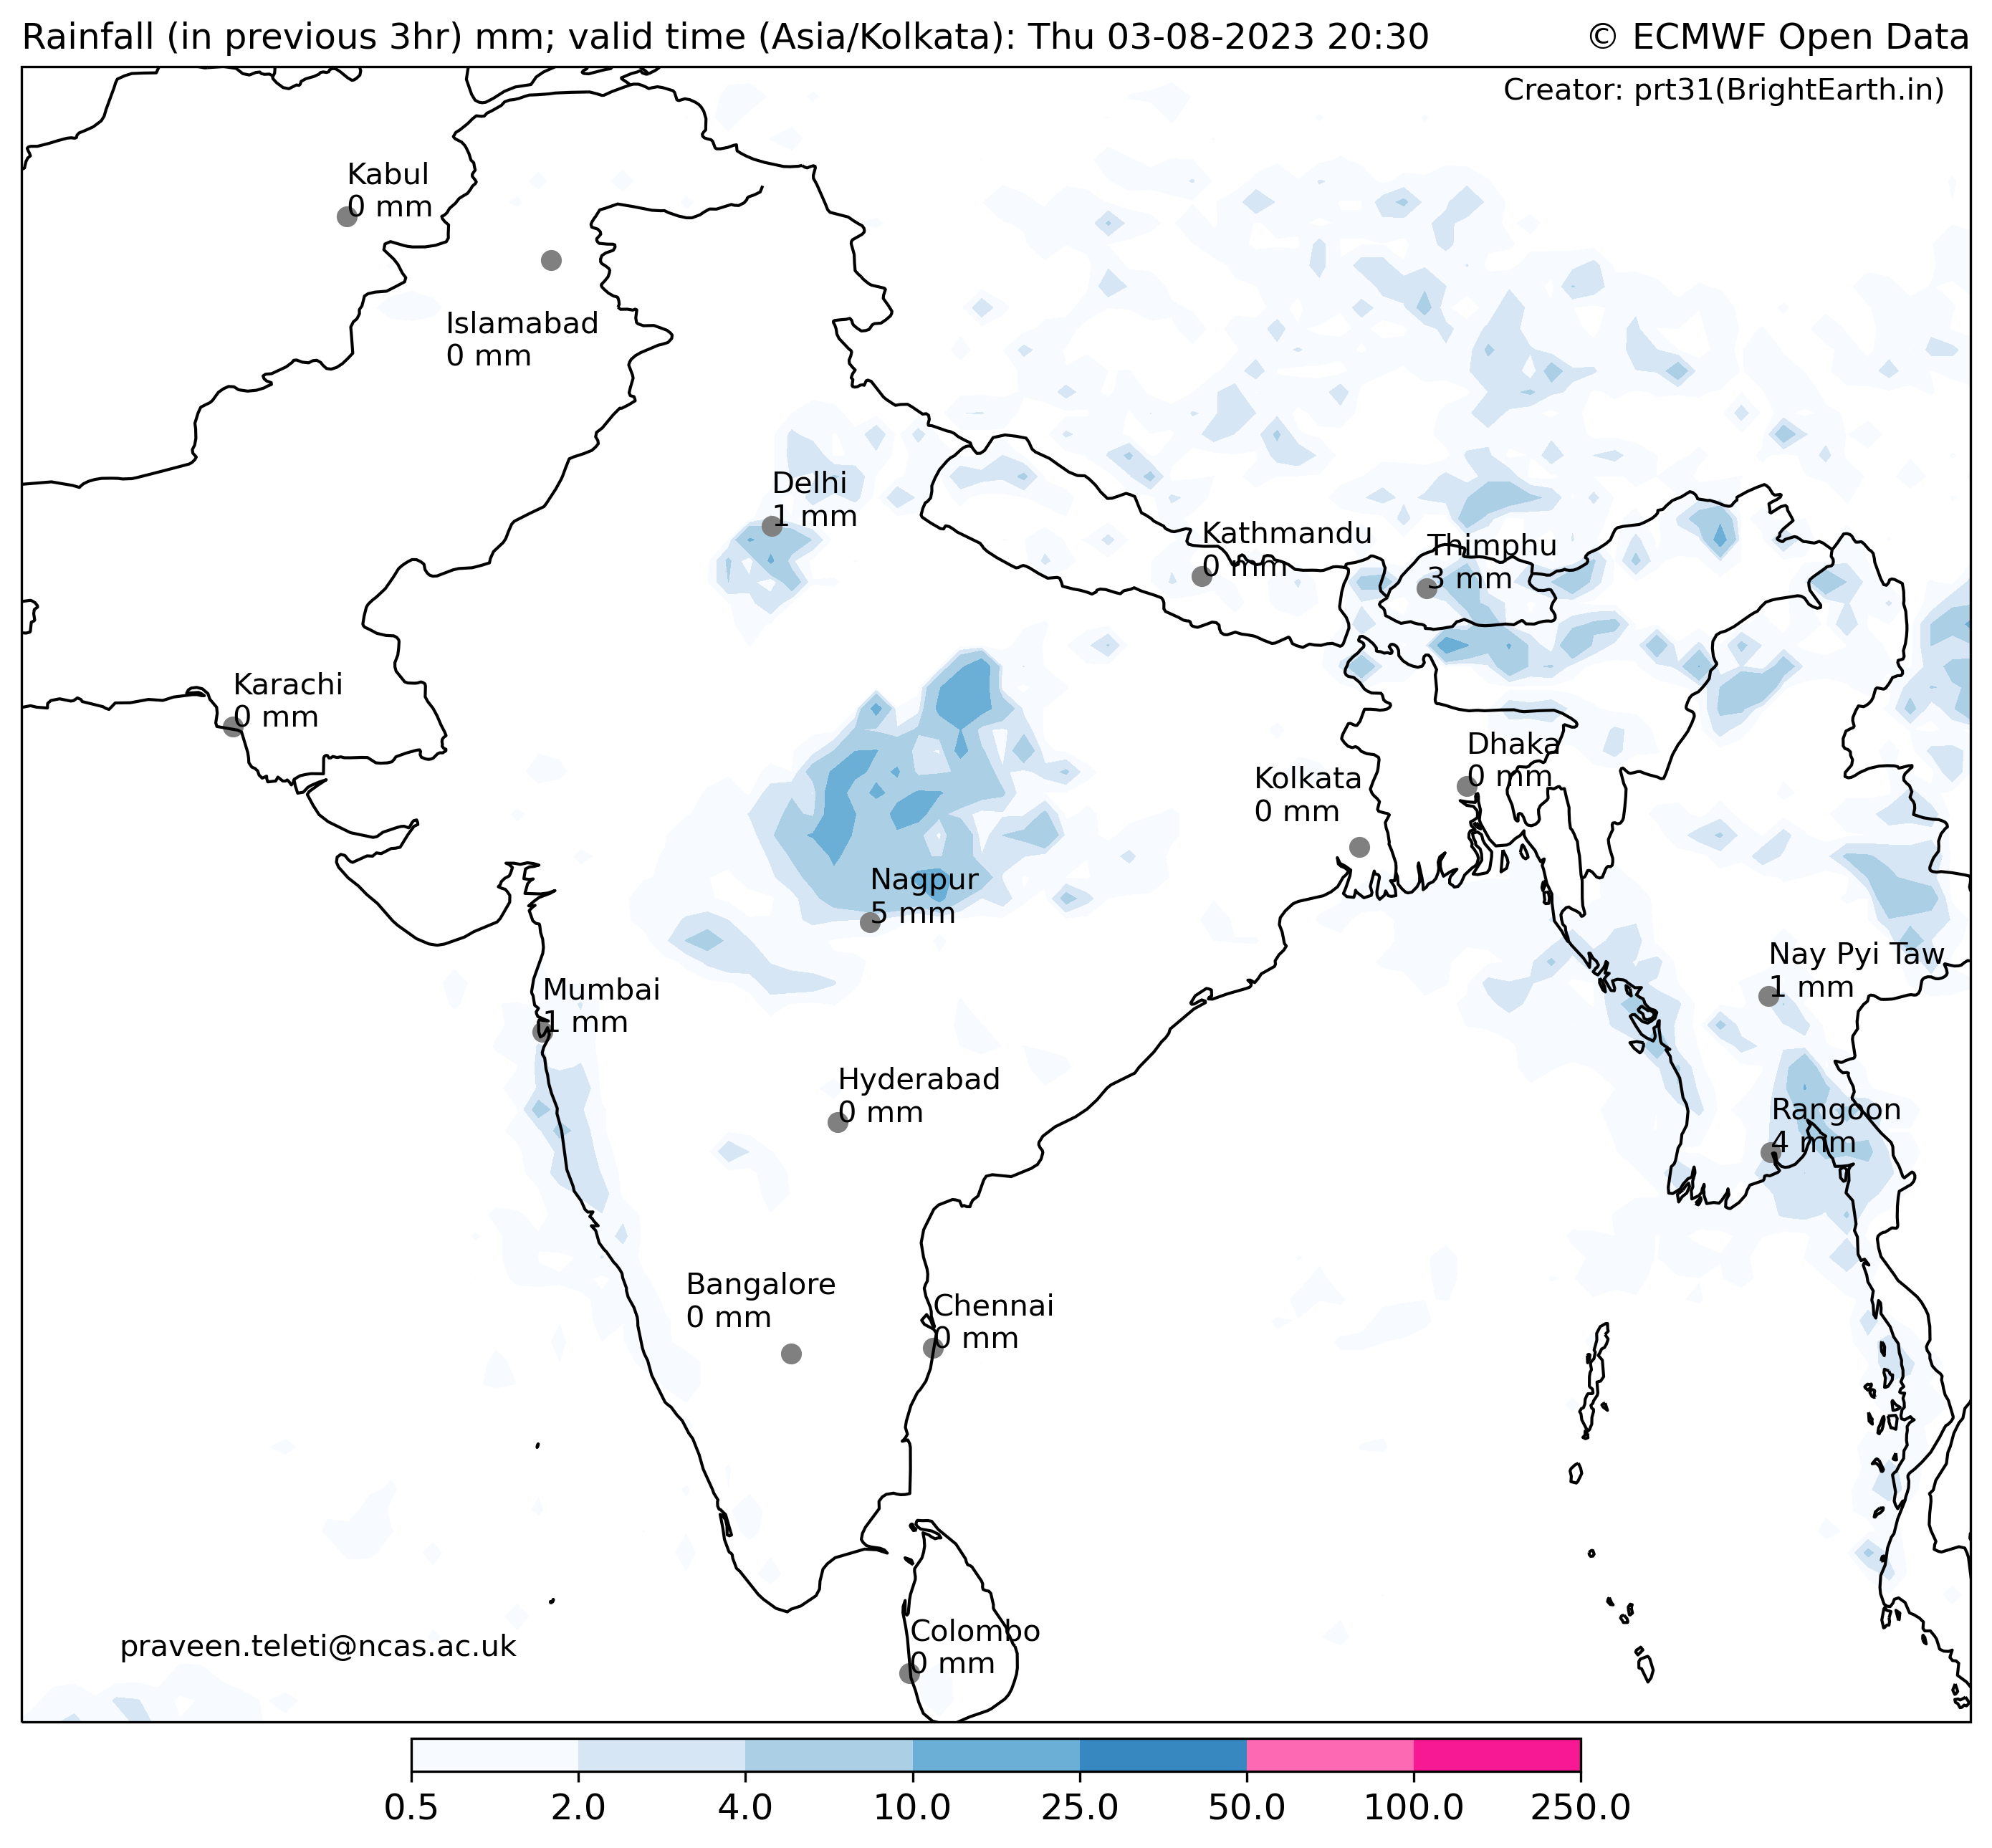 Rainfall (in previous 3hr) mm; valid time (Asia/Kolkata): Thu 03-08-2023 20:30
© ECMWF Open Data
Creator: prt31(BrightEarth.in)
Kabul
0 mm
Islamabad
0 mm
Delhi
1 mm
Kathmandu
0 mm
Thimphu
3 mm
Karachi
0 mm
Dhaka
0 mm
Kolkata
0 mm
Nagpur
5 mm
Nay Pyi Taw
1 mm
Mumbai
1 mm
Hyderabad
0 mm
Rangoon
4 mm
Bangalore
0 mm
Chennai
0 mm
Colombo
0 mm
praveen.teleti@ncas.ac.uk
0.5 2.0 4.0 10.0 25.0 50.0 100.0 250.0